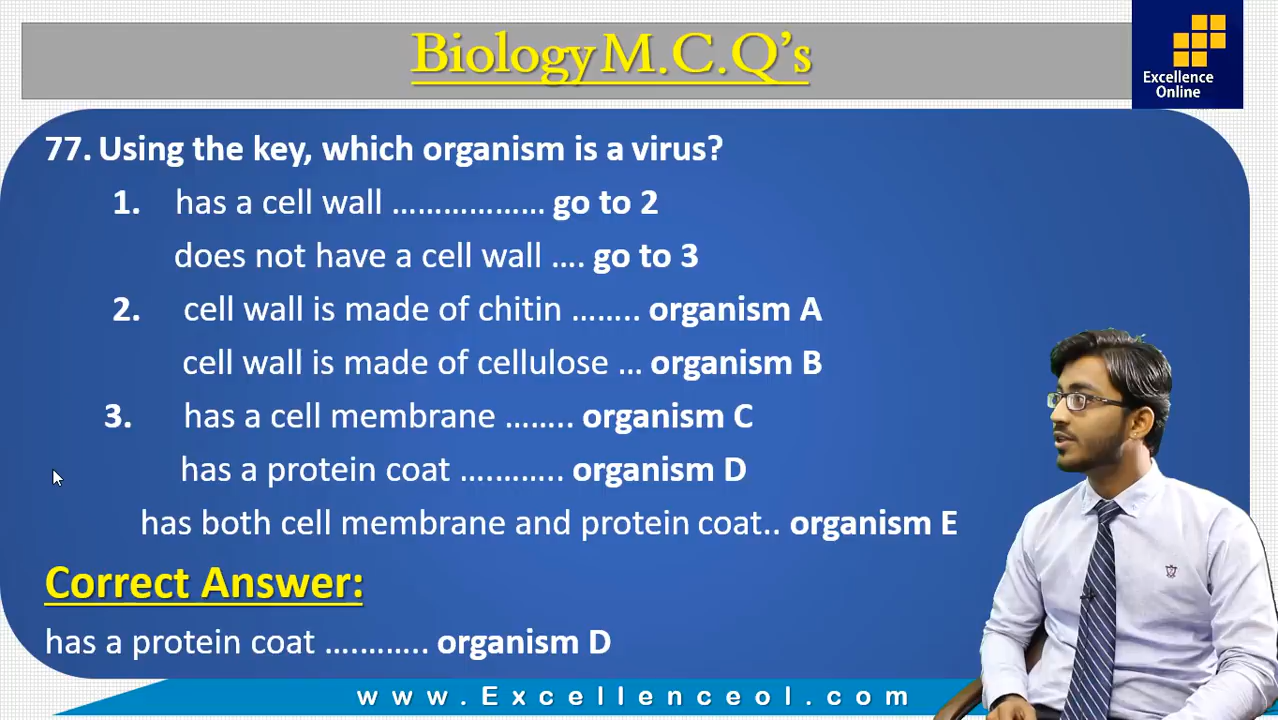 Biology M.C.Q's
Excellence
Online
77. Using the key, which organism is a virus?
1. has a cell wall ……………… go to 2
does not have a cell wall …. go to 3
2. cell wall is made of chitin …….. organism A
cell wall is made of cellulose … organism B
3. has a cell membrane …….. organism C
has a protein coat ….…….. organism D
has both cell membrane and protein coat.. organism E
Correct Answer:
has a protein coat ….…….. organism D
www.Excellenceol.com